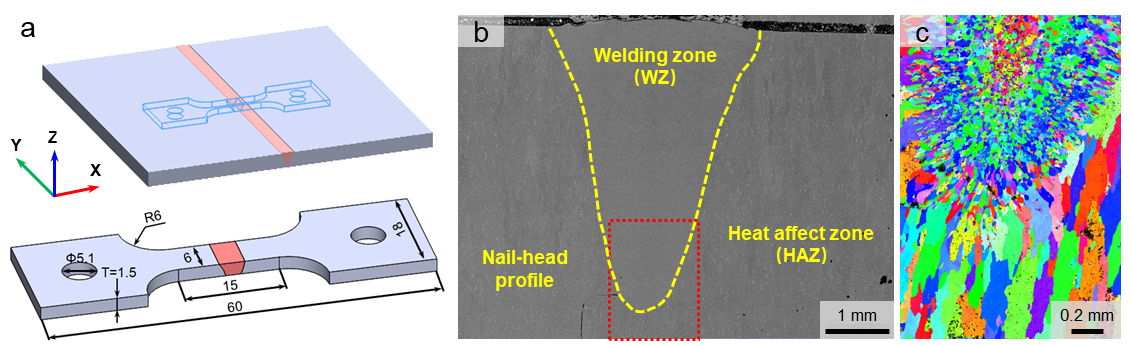 a
Z
Y
X
R6
Φ5.1
T=1.5
6
15
60
18
b
Welding zone
(WZ)
Nail-head
profile
Heat affect zone
(HAZ)
1 mm
c
0.2 mm